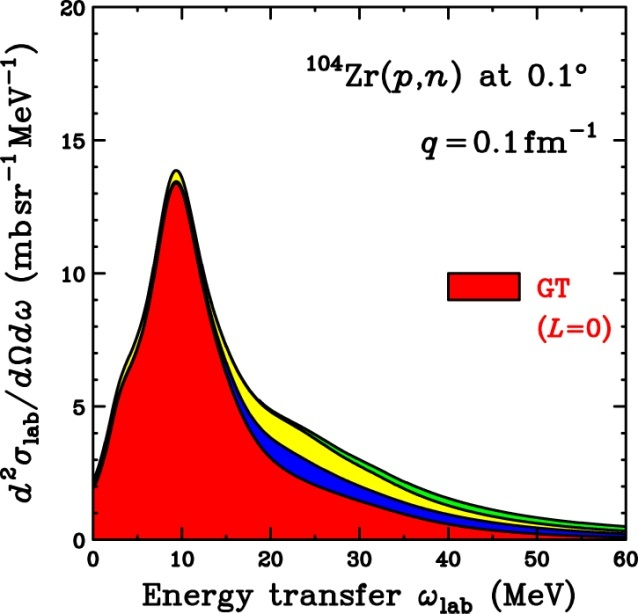 20
15
10
5
0
d²σ_lab/dΩdω (mb sr⁻¹ MeV⁻¹)
¹⁰⁴Zr(p,n) at 0.1°
q = 0.1 fm⁻¹
GT
(L=0)
0 10 20 30 40 50 60
Energy transfer ω_lab (MeV)